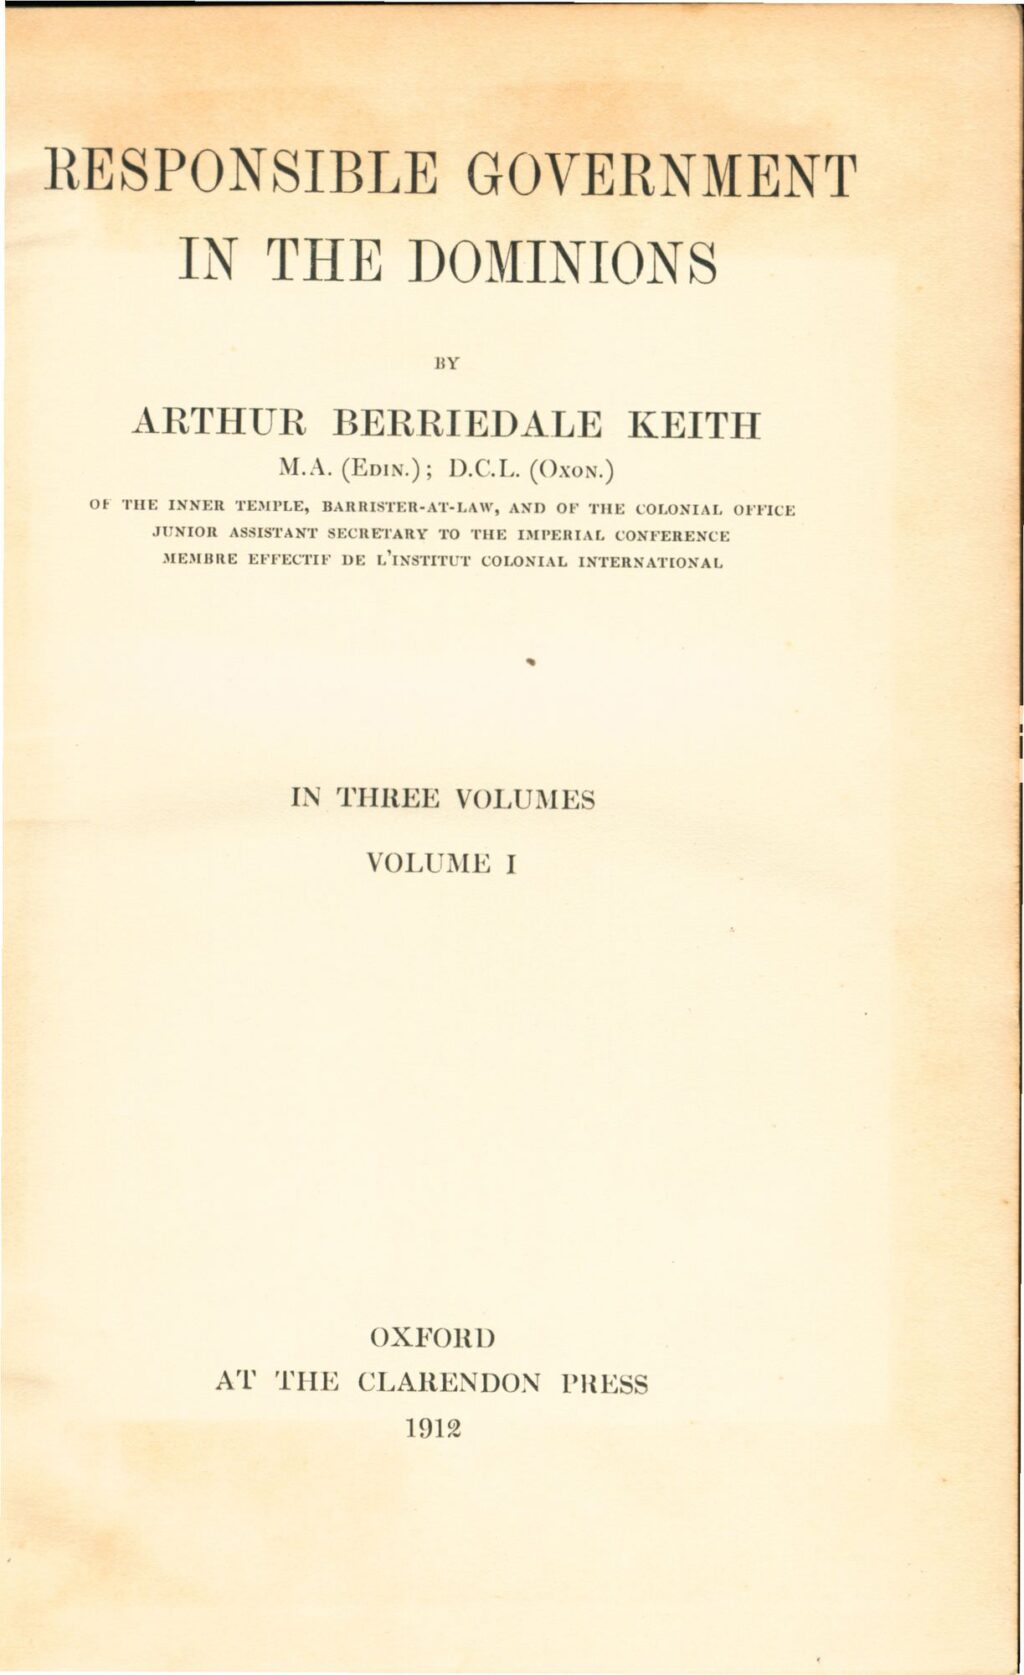 RESPONSIBLE GOVERNMENT
IN THE DOMINIONS
BY
ARTHUR BERRIEDALE KEITH
M.A. (EDIN.); D.C.L. (OXON.)
OF THE INNER TEMPLE, BARRISTER-AT-LAW, AND OF THE COLONIAL OFFICE
JUNIOR ASSISTANT SECRETARY TO THE IMPERIAL CONFERENCE
MEMBRE EFFECTIF DE L'INSTITUT COLONIAL INTERNATIONAL
IN THREE VOLUMES
VOLUME I
OXFORD
AT THE CLARENDON PRESS
1912